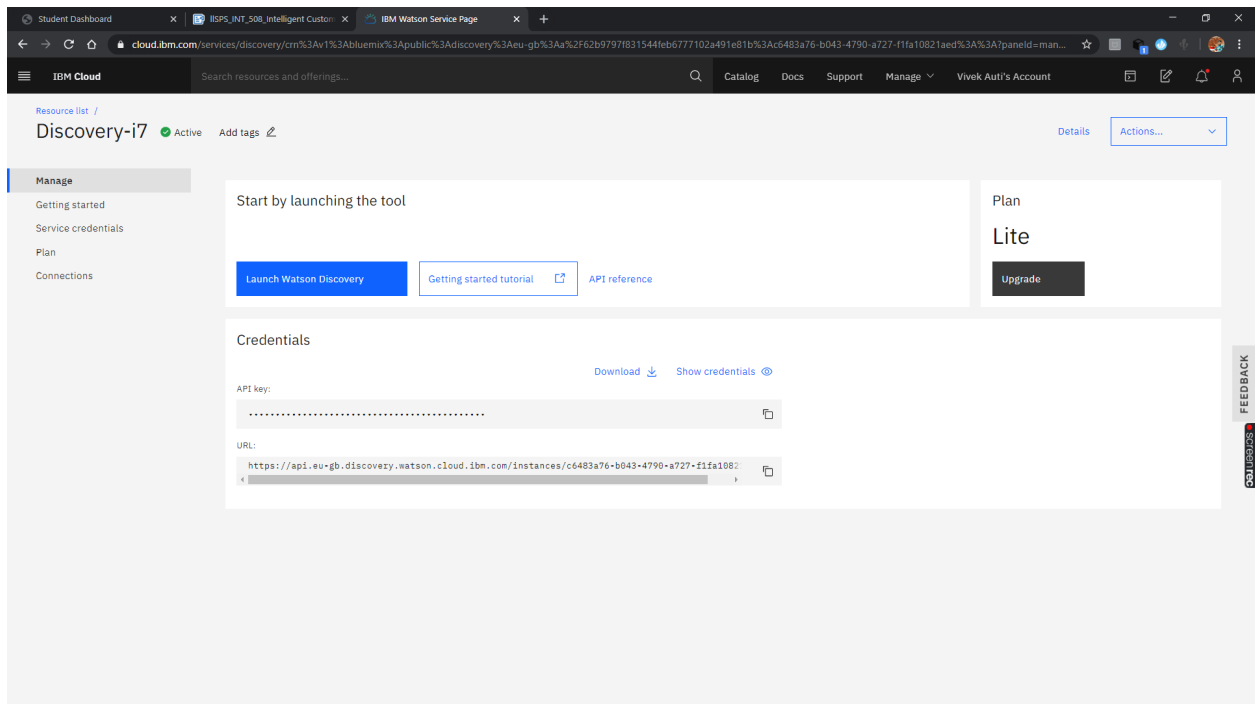 Student Dashboard
IISPS_INT_508_Intelligent Custom
IBM Watson Service Page
cloud.ibm.com/services/discovery/crn%3Av1%3Abluemix%3Apublic%3Adiscovery%3Aeu-gb%3Aa%2F62b9797f831544feb6777102a491e81b%3Ac6483a76-b043-4790-a727-f1fa10821aed%3A%3A?paneId=man...
IBM Cloud
Search resources and offerings...
Catalog
Docs
Support
Manage
Vivek Auti's Account
Resource list /
Discovery-i7
Active
Add tags
Details
Actions...
Manage
Getting started
Service credentials
Plan
Connections
Start by launching the tool
Launch Watson Discovery
Getting started tutorial
API reference
Plan
Lite
Upgrade
Credentials
Download
Show credentials
API key:
URL:
https://api.eu-gb.discovery.watson.cloud.ibm.com/instances/c6483a76-b043-4790-a727-f1fa1082
FEEDBACK
screenrec